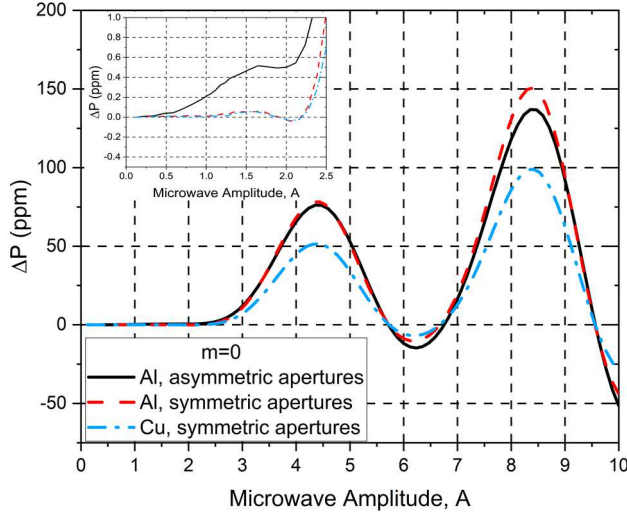 200
150
100
50
0
-50
ΔP (ppm)
0 1 2 3 4 5 6 7 8 9 10
Microwave Amplitude, A
1.0
0.8
0.6
0.4
0.2
0.0
-0.2
-0.4
ΔP (ppm)
0.0 0.5 1.0 1.5 2.0 2.5
Microwave Amplitude, A
m=0
Al, asymmetric apertures
Al, symmetric apertures
Cu, symmetric apertures